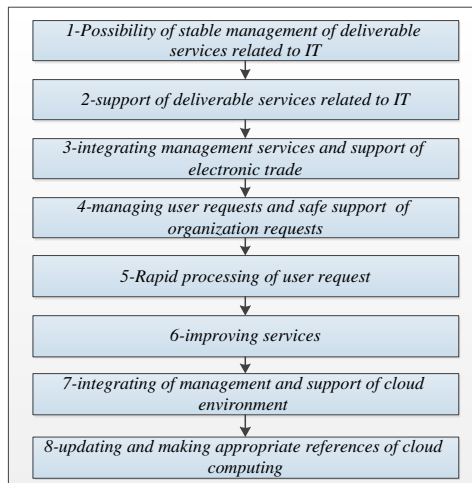 1-Possibility of stable management of deliverable
services related to IT
2-support of deliverable services related to IT
3-integrating management services and support of
electronic trade
4-managing user requests and safe support of
organization requests
5-Rapid processing of user request
6-improving services
7-integrating of management and support of cloud
environment
8-updating and making appropriate references of cloud
computing